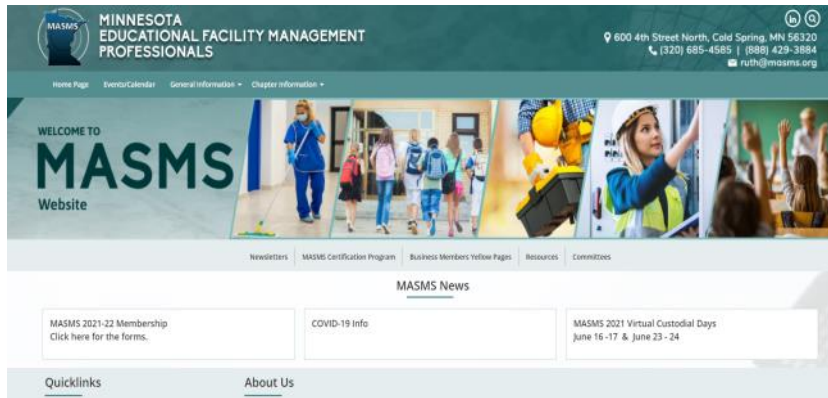 MASMS
MINNESOTA
EDUCATIONAL FACILITY MANAGEMENT
PROFESSIONALS
600 4th Street North, Cold Spring, MN 56320
(320) 685-4585 | (888) 429-3884
ruth@masms.org
Home Page Events/Calendar General Information Chapter Information
WELCOME TO
MASMS
Website
Newsletters MASMS Certification Program Business Members Yellow Pages Resources Committees
MASMS News
MASMS 2021-22 Membership
Click here for the forms.
COVID-19 Info
MASMS 2021 Virtual Custodial Days
June 16 -17 & June 23 - 24
Quicklinks
About Us